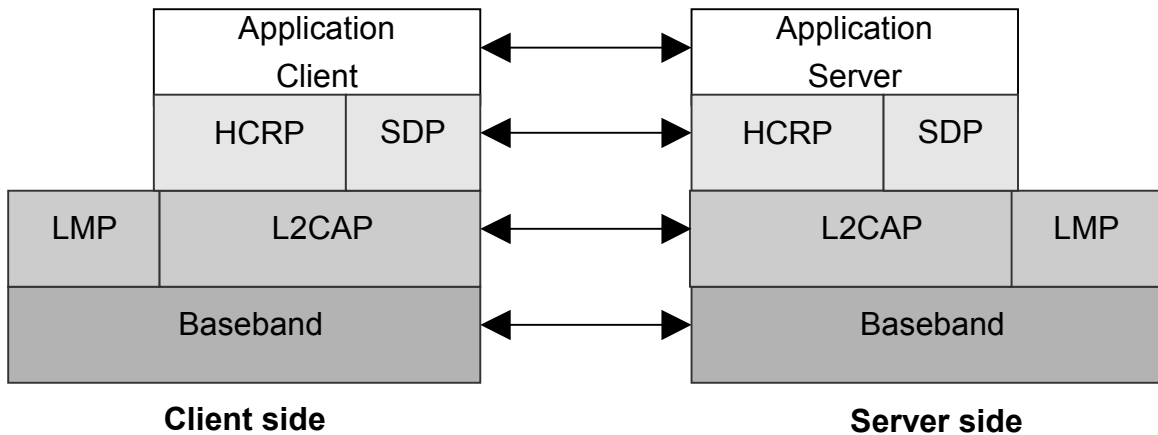 Application
Client
Application
Server
HCRP
SDP
HCRP
SDP
LMP
L2CAP
L2CAP
LMP
Baseband
Baseband
Client side
Server side